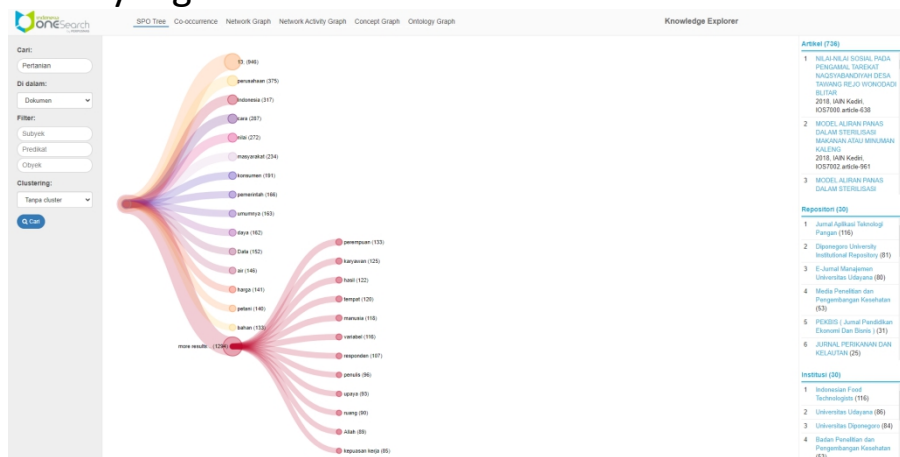 indonesia
OneSearch
SPO Tree Co-occurrence Network Graph Network Activity Graph Concept Graph Ontology Graph
Knowledge Explorer
Cari:
Pertanian
Di dalam:
Dokumen
Filter:
Subyek
Predikat
Obyek
Clustering:
Tanpa cluster
Cari
perusahaan (375)
Indonesia (317)
cara (287)
nilai (272)
masyarakat (234)
konsumen (191)
pemerintah (166)
umumnya (163)
daya (162)
Data (152)
air (146)
harga (141)
petani (140)
bahan (133)
more results
perempuan (133)
karyawan (125)
hasil (122)
tempat (120)
manusia (118)
variabel (116)
responden (107)
penulis (96)
upaya (93)
ruang (90)
Allah (89)
kepuasan kerja (85)
Artikel (736)
1 NILAI-NILAI SOSIAL PADA
PENGAMAL TAREKAT
NAQSYABANDIYAH DESA
TAWANG REJO WONODADI
BLITAR
2018, IAIN Kediri,
IOS7000.article-638
2 MODEL ALIRAN PANAS
DALAM STERILISASI
MAKANAN ATAU MINUMAN
KALENG
2018, IAIN Kediri,
IOS7002.article-961
3 MODEL ALIRAN PANAS
DALAM STERILISASI
Repositori (30)
1 Jurnal Aplikasi Teknologi
Pangan (116)
2 Diponegoro University
Institutional Repository (81)
3 E-Jurnal Manajemen
Universitas Udayana (80)
4 Media Penelitian dan
Pengembangan Kesehatan
(53)
5 PEKBIS ( Jurnal Pendidikan
Ekonomi Dan Bisnis ) (31)
6 JURNAL PERIKANAN DAN
KELAUTAN (25)
Institusi (30)
1 Indonesian Food
Technologists (116)
2 Universitas Udayana (86)
3 Universitas Diponegoro (84)
4 Badan Penelitian dan
Pengembangan Kesehatan
(53)